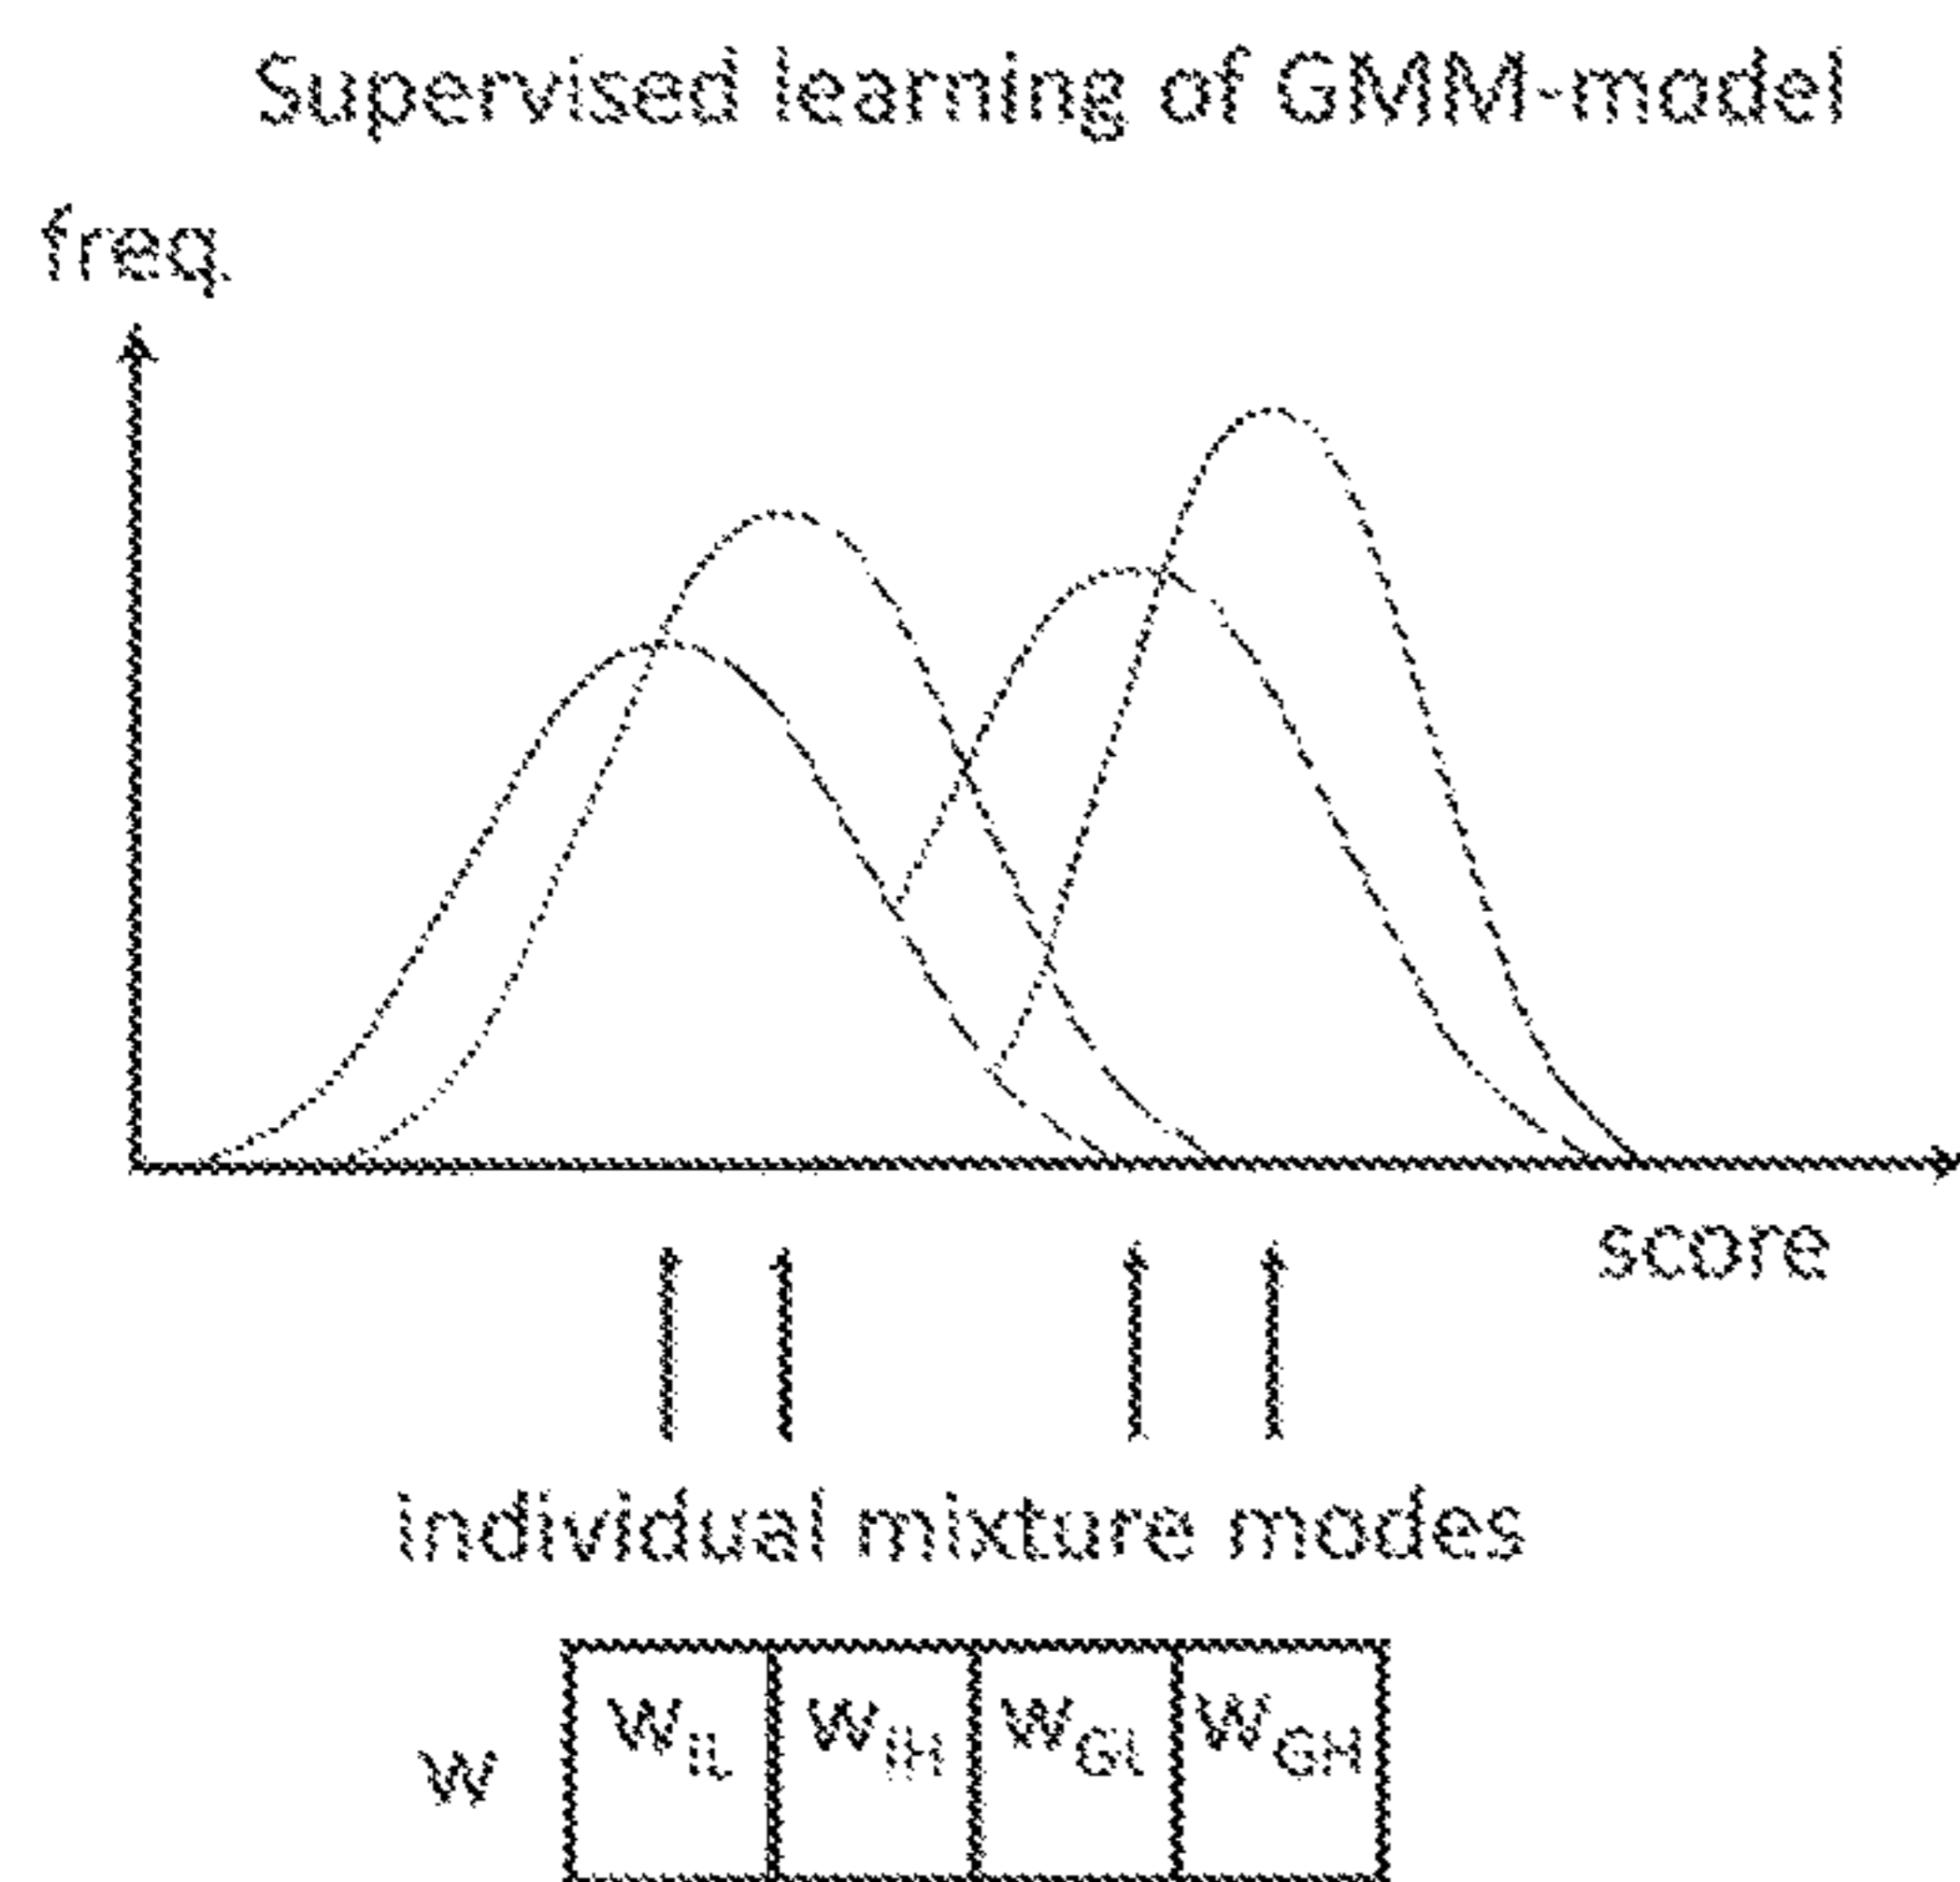 Supervised learning of GMM-model
freq.
score
individual mixture modes
w w_IL w_IH w_GL w_GH